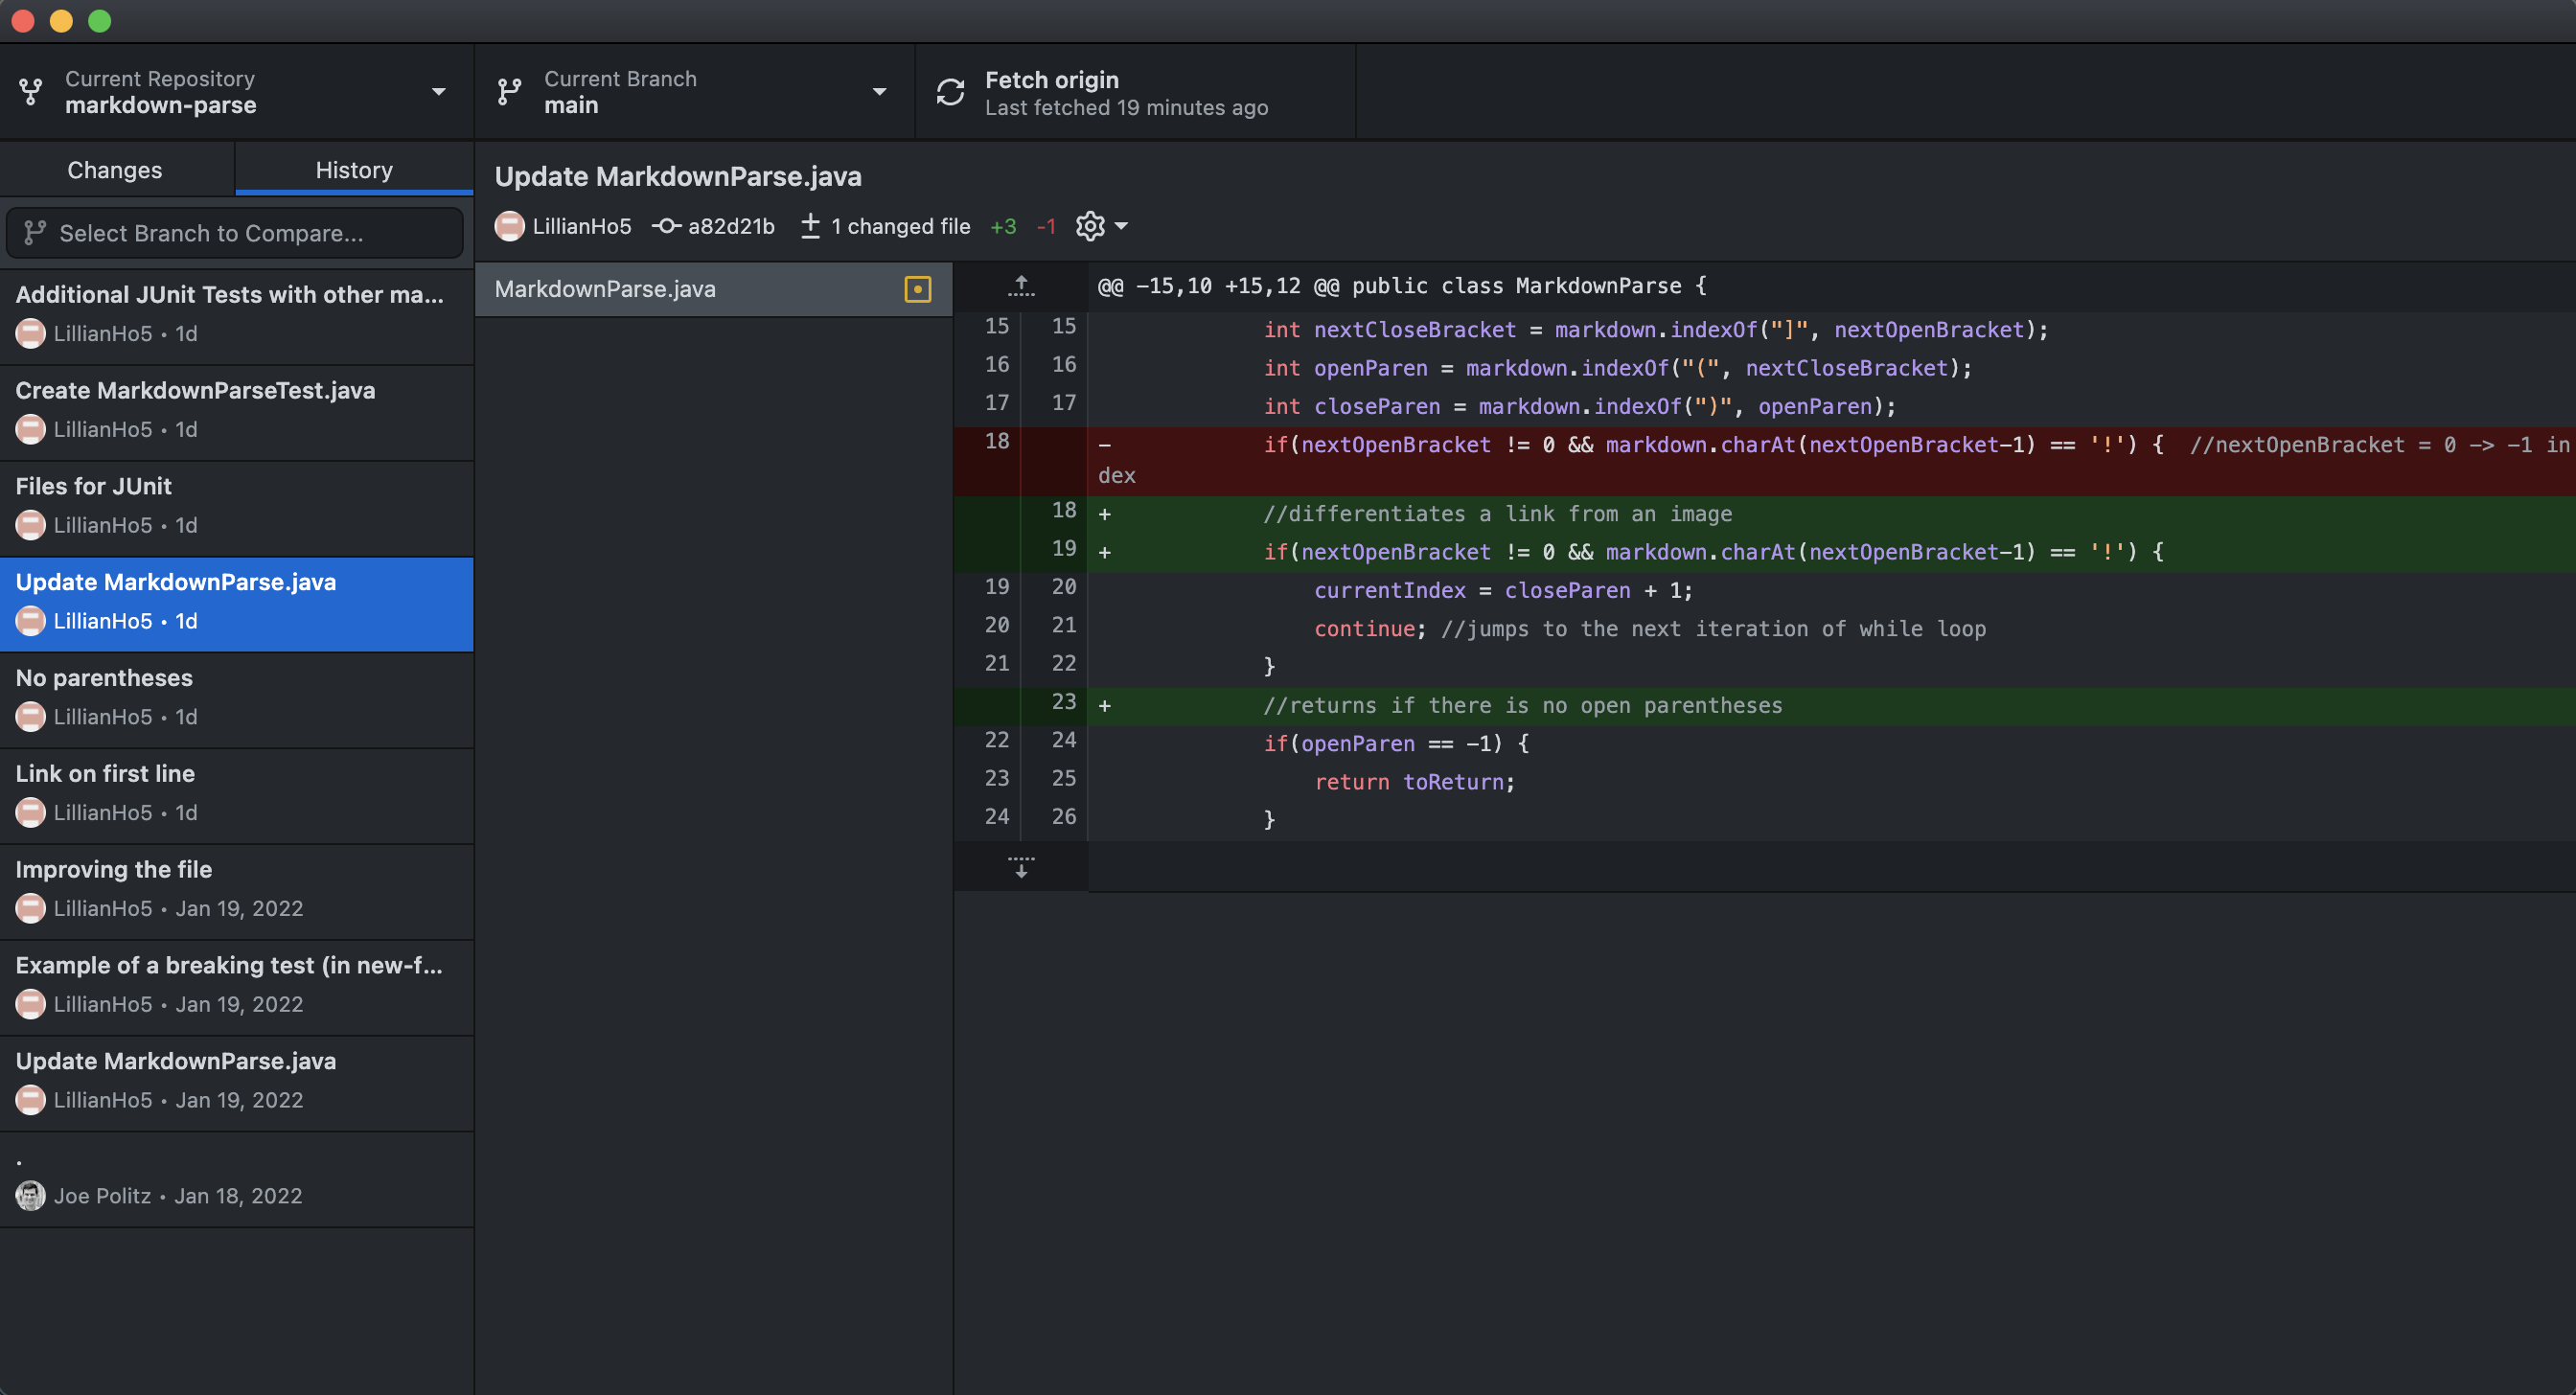 Current Repository
markdown-parse
Current Branch
main
Fetch origin
Last fetched 19 minutes ago
Changes
History
Select Branch to Compare...
Additional JUnit Tests with other ma...
LillianHo5 • 1d
Create MarkdownParseTest.java
LillianHo5 • 1d
Files for JUnit
LillianHo5 • 1d
Update MarkdownParse.java
LillianHo5 • 1d
No parentheses
LillianHo5 • 1d
Link on first line
LillianHo5 • 1d
Improving the file
LillianHo5 • Jan 19, 2022
Example of a breaking test (in new-f...
LillianHo5 • Jan 19, 2022
Update MarkdownParse.java
LillianHo5 • Jan 19, 2022
.
Joe Politz • Jan 18, 2022
Update MarkdownParse.java
LillianHo5 a82d21b 1 changed file +3 -1
MarkdownParse.java
@@ -15,10 +15,12 @@ public class MarkdownParse {
15 15 int nextCloseBracket = markdown.indexOf("]", nextOpenBracket);
16 16 int openParen = markdown.indexOf("(", nextCloseBracket);
17 17 int closeParen = markdown.indexOf(")", openParen);
18 - if(nextOpenBracket != 0 && markdown.charAt(nextOpenBracket-1) == '!') { //nextOpenBracket = 0 -> -1 in
dex
18 + //differentiates a link from an image
19 + if(nextOpenBracket != 0 && markdown.charAt(nextOpenBracket-1) == '!') {
19 20 currentIndex = closeParen + 1;
20 21 continue; //jumps to the next iteration of while loop
21 22 }
23 + //returns if there is no open parentheses
22 24 if(openParen == -1) {
23 25 return toReturn;
24 26 }